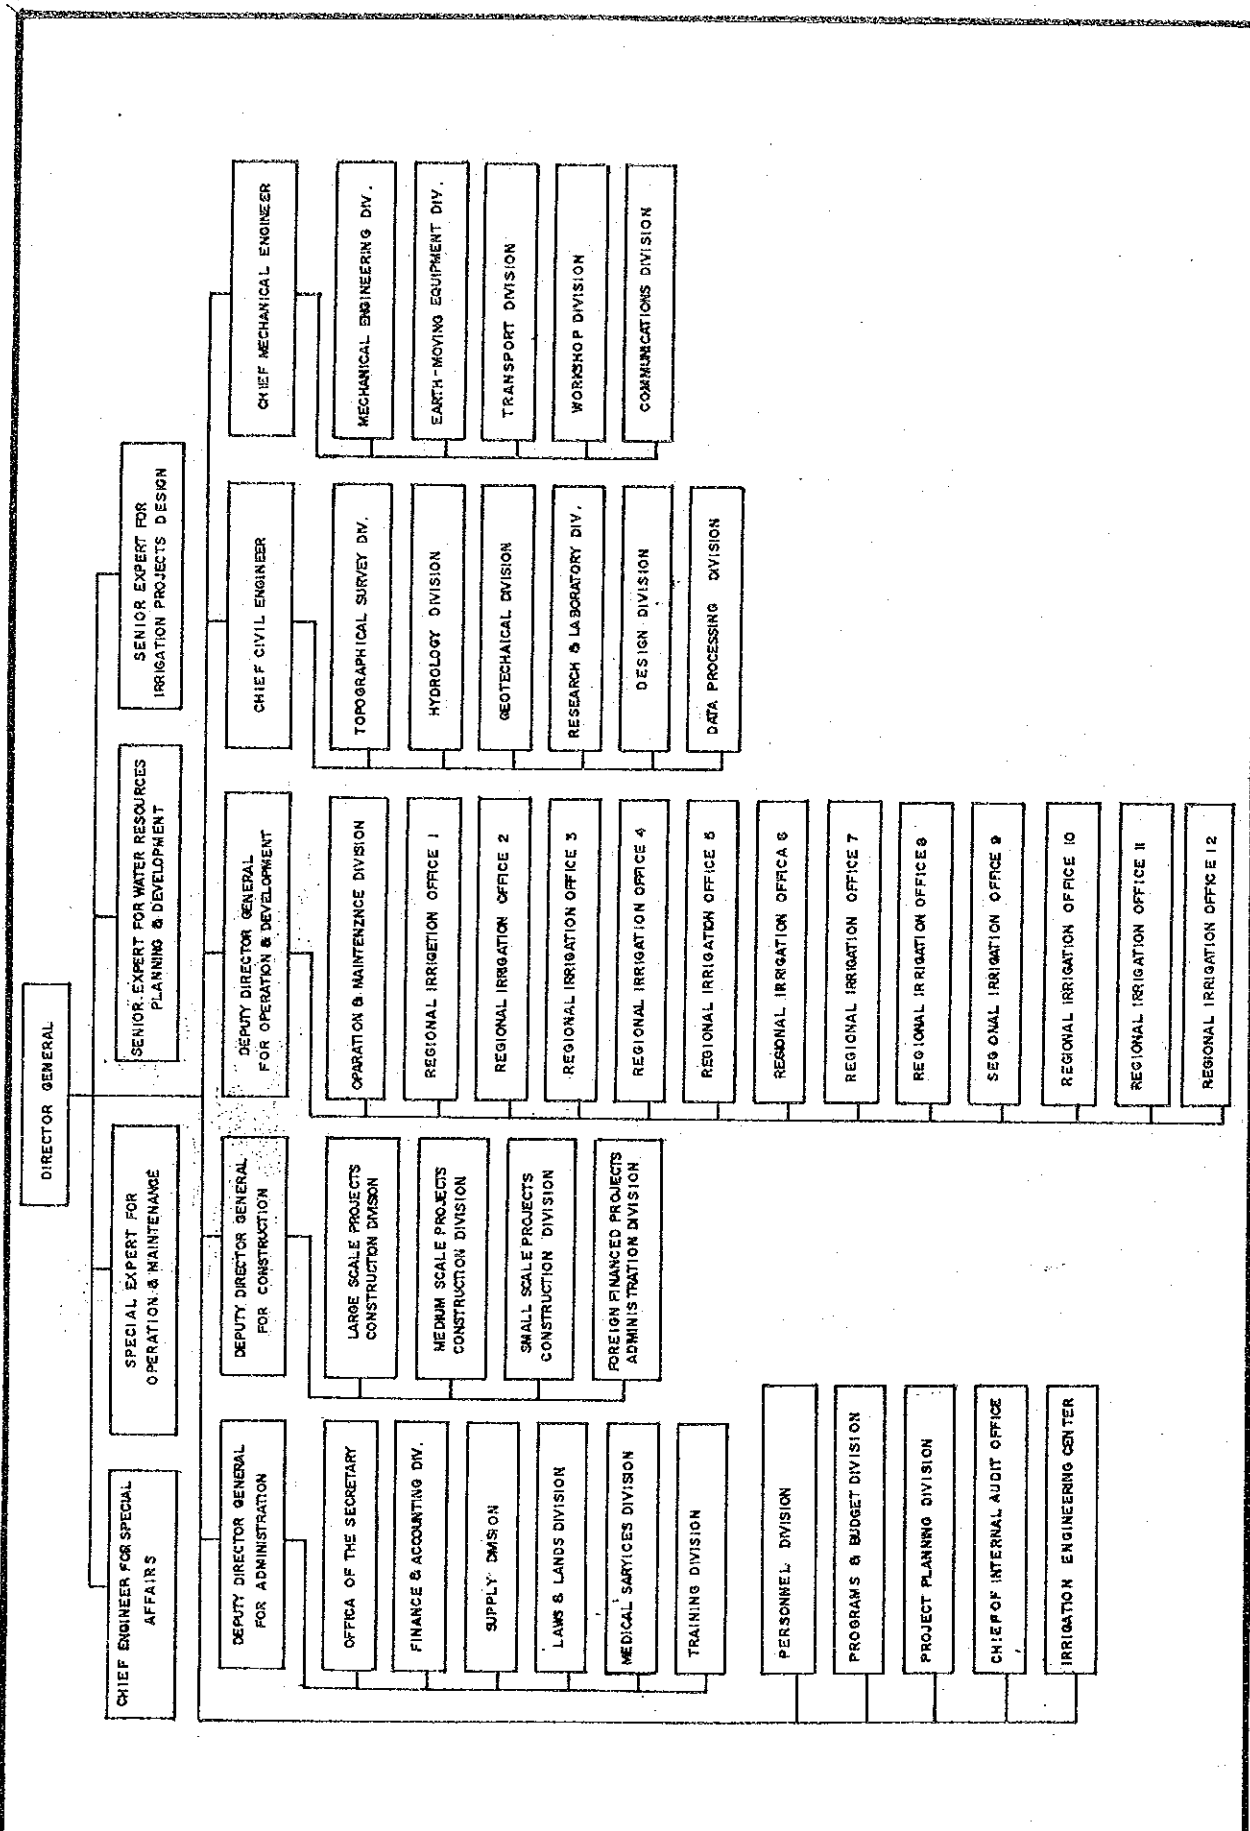 DIRECTOR GENERAL
CHIEF ENGINEER FOR SPECIAL
AFFAIRS
SPECIAL EXPERT FOR
OPERATION & MAINTENANCE
SENIOR EXPERT FOR WATER RESOURCES
PLANNING & DEVELOPMENT
SENIOR EXPERT FOR
IRRIGATION PROJECTS DESIGN
DEPUTY DIRECTOR GENERAL
FOR ADMINISTRATION
OFFICA OF THE SECRETARY
FINANCE & ACCOUNTING DIV.
SUPPLY DIVISION
LAWS & LANDS DIVISION
MEDICAL SARVICES DIVISION
TRAINING DIVISION
DEPUTY DIRECTOR GENERAL
FOR CONSTRUCTION
LARGE SCALE PROJECTS
CONSTRUCTION DIVISION
MEDIUM SCALE PROJECTS
CONSTRUCTION DIVISION
SMALL SCALE PROJECTS
CONSTRUCTION DIVISION
FOREIGN FINANCED PROJECTS
ADMINISTRATION DIVISION
DEPUTY DIRECTOR GENERAL
FOR OPERATION & DEVELOPMENT
OPARATION & MAINTENZNCE DIVISION
REGIONAL IRRIGETION OFFICE 1
REGIONAL IRRIGATION OFFICE 2
REGIONAL IRRIGATION OFFICE 3
REGIONAL IRRIGATION OFFICE 4
REGIONAL IRRIGATION OFFICE 5
REGIONAL IRRIGATION OFFICA 6
REGIONAL IRRIGATION OFFICE 7
REGIONAL IRRIGATION OFFICE 8
SEGIONAL IRRIGATION OFFICE 9
REGIONAL IRRIGATION OFFICE 10
REGIONAL IRRIGATION OFFICE 11
REGIONAL IRRIGATION OFFICE 12
CHIEF CIVIL ENGINEER
TOPOGRAPHICAL SURVEY DIV.
HYDROLOGY DIVISION
GEOTECHAICAL DIVISION
RESEARCH & LABORATORY DIV.
DESIGN DIVISION
DATA PROCESSING DIVISION
CHIEF MECHANICAL ENGINEER
MECHANICAL ENGINEERING DIV.
EARTH-MOVING EQUIPMENT DIV.
TRANSPORT DIVISION
WORKSHOP DIVISION
COMMUNICATIONS DIVISION
PERSONNEL DIVISION
PROGRAMS & BUDGET DIVISION
PROJECT PLANNING DIVISION
CHIEF OF INTERNAL AUDIT OFFICE
IRRIGATION ENGINEERING CENTER